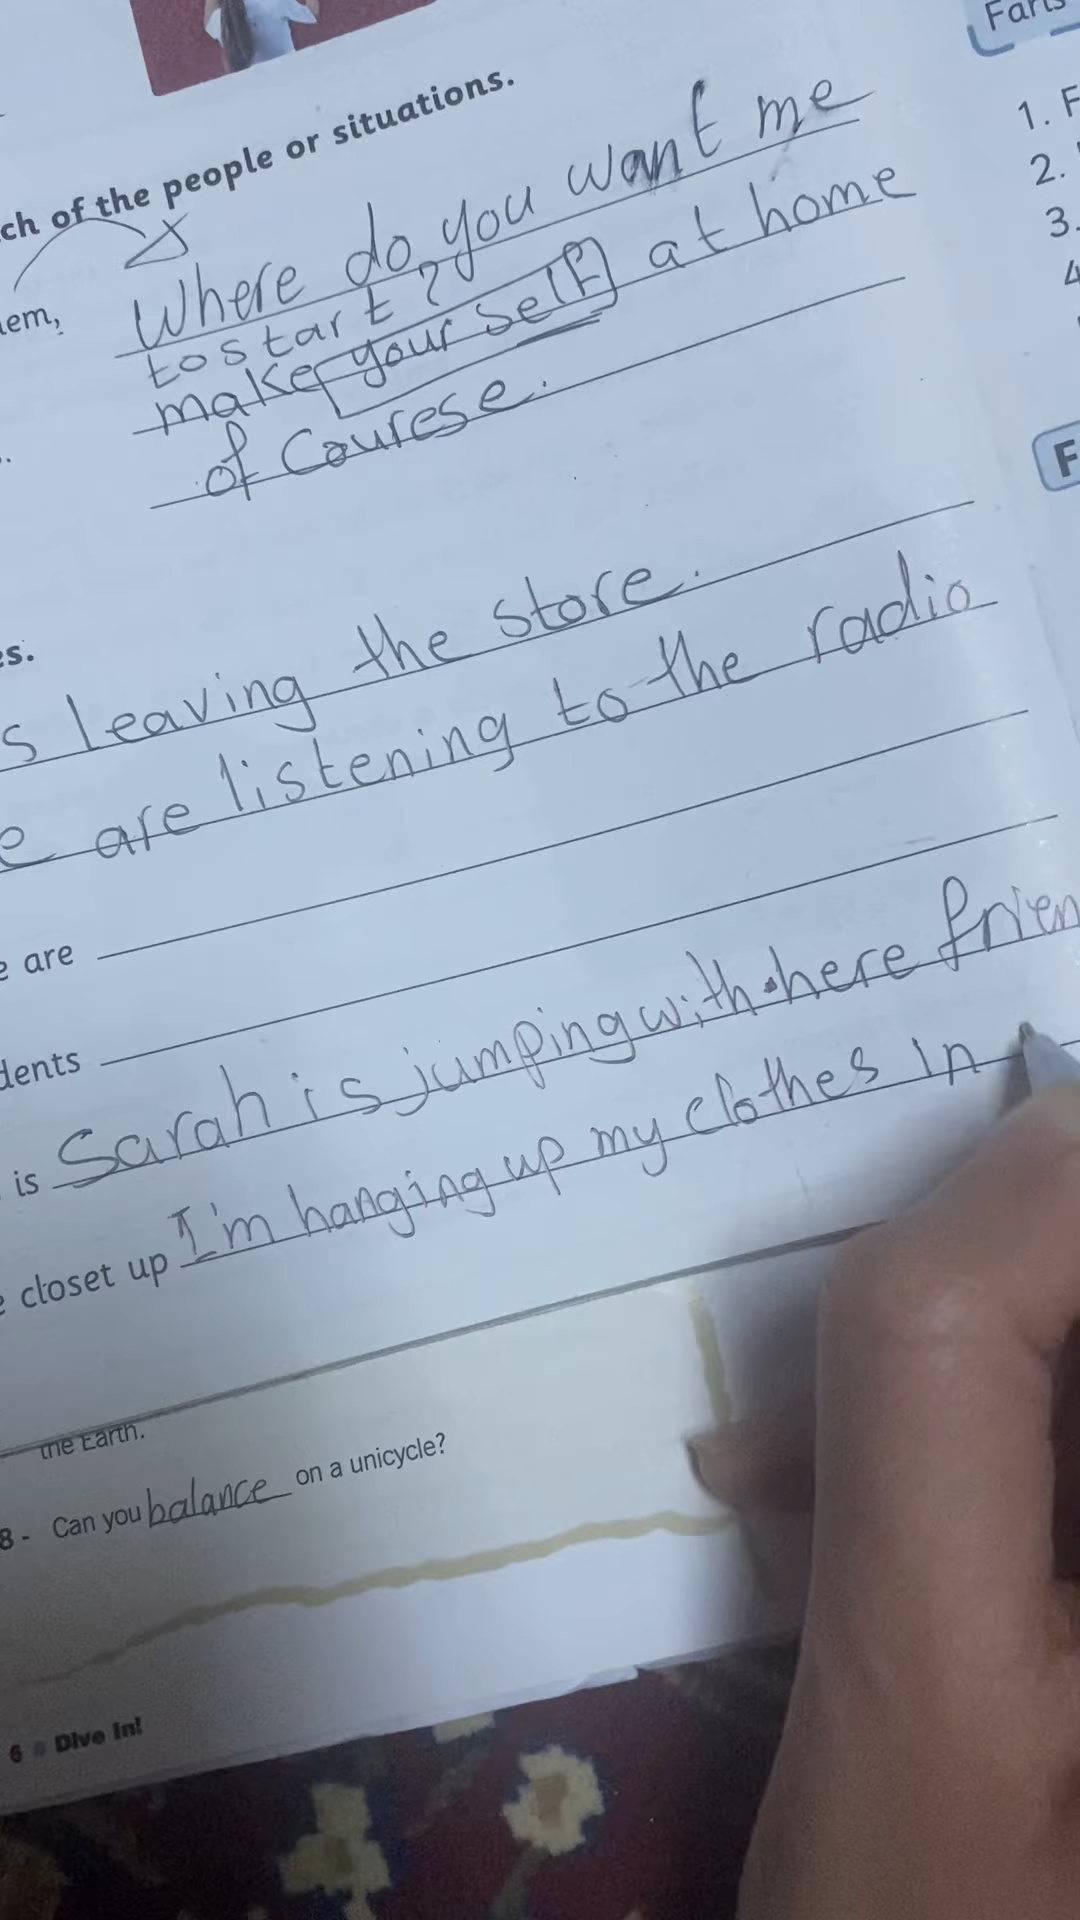 Fa
ch of the people or situations.
1. F
2.
3.
4
em,
Where do you want me
to start?
make your self at home
of Courese.
F
es.
s leaving the store.
e are listening to the radio
e are
dents
is Sarah is jumping with here frien
closet up I'm hanging up my clothes in
the Earth.
8 - Can you balance on a unicycle?
6 Dive In!